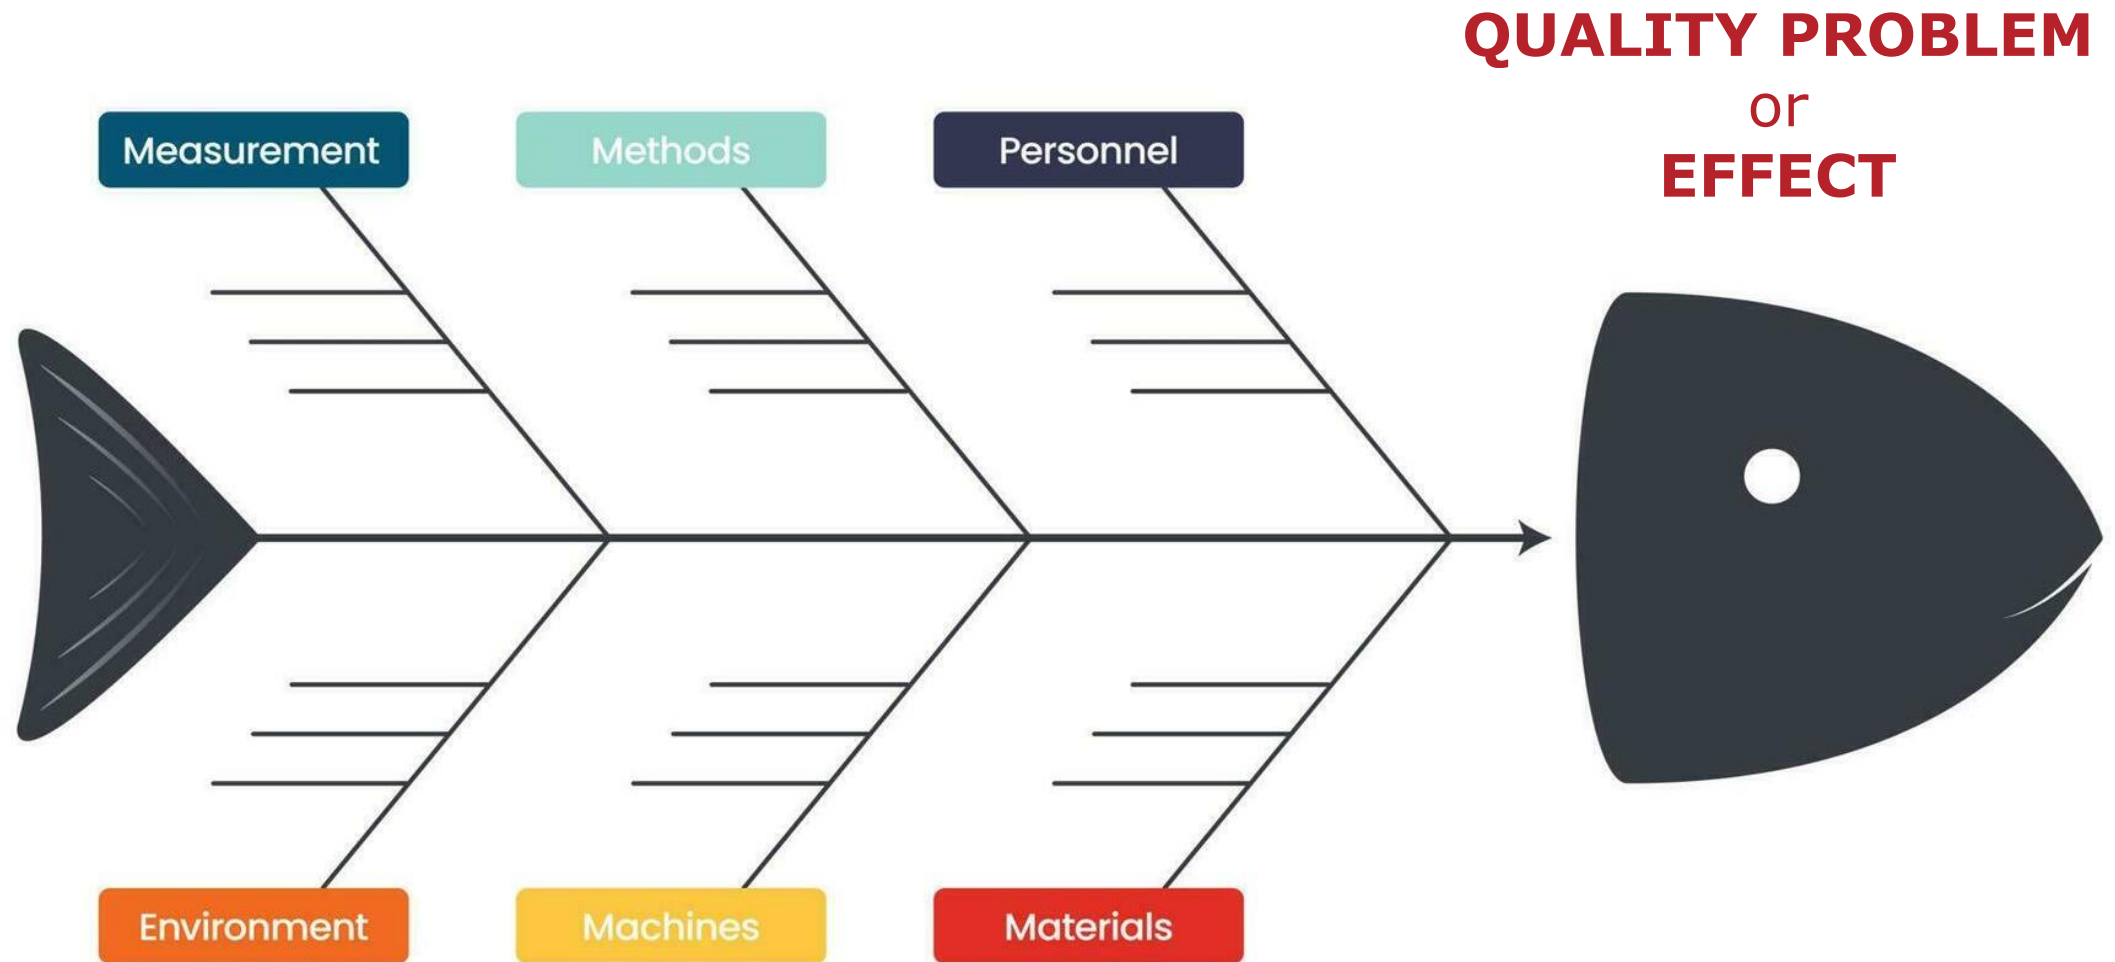 QUALITY PROBLEM
or
EFFECT
Measurement
Methods
Personnel
Environment
Machines
Materials